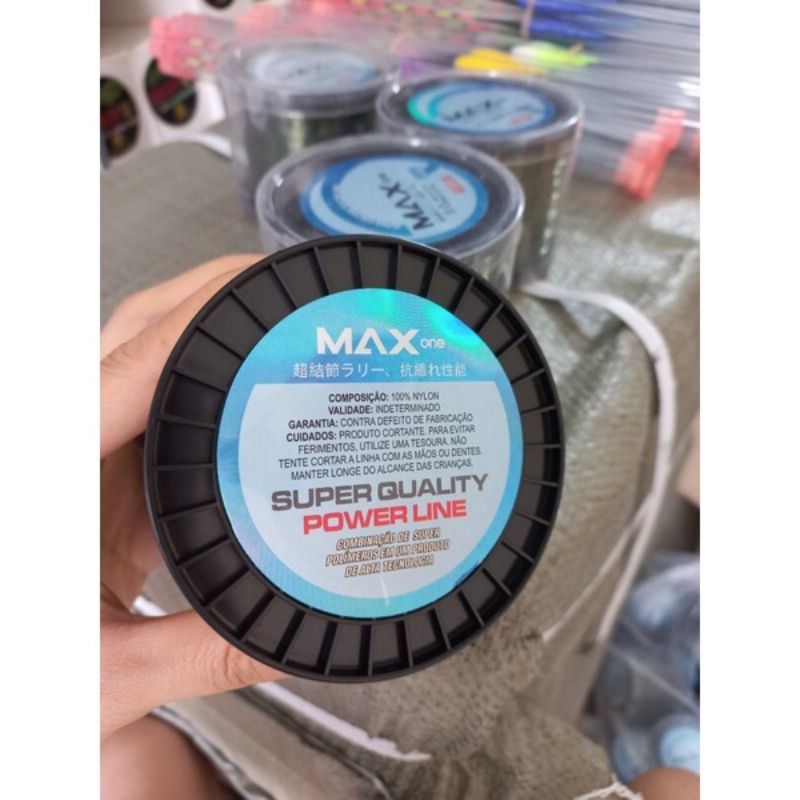 MAX
MAX one
超結節ラリー、抗縺れ性能
COMPOSIÇÃO: 100% NYLON
VALIDADE: INDETERMINADO
GARANTIA: CONTRA DEFEITO DE FABRICAÇÃO
CUIDADOS: PRODUTO CORTANTE. PARA EVITAR
FERIMENTOS, UTILIZE UMA TESOURA. NÃO
TENTE CORTAR A LINHA COM AS MÃOS OU DENTES.
MANTER LONGE DO ALCANCE DAS CRIANÇAS.
SUPER QUALITY
POWER LINE
COMBINAÇÃO DE SUPER
POLÍMEROS EM UM PRODUTO
DE ALTA TECNOLOGIA
MAX